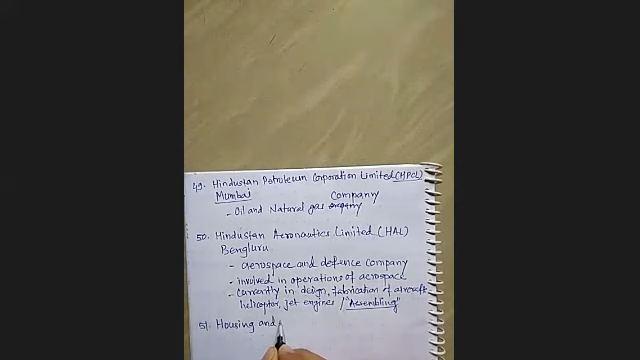 49. Hindustan Petroleum Corporation Limited (HPCL)
Mumbai
Company
- Oil and Natural gas
50. Hindustan Aeronautics Limited (HAL)
Bengluru
- aerospace and defence company
- involved in operations of aerospace
- currently in design, fabrication of aircraft
helicoptor, jet engines / "Assembling"
51. Housing and